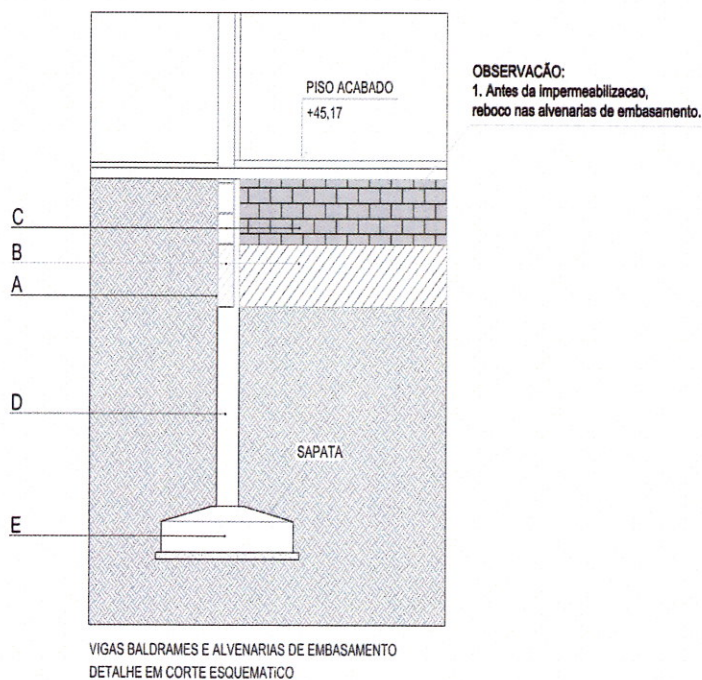 PISO ACABADO
+45,17
OBSERVACÃO:
1. Antes da impermeabilizacao,
reboco nas alvenarias de embasamento.
C
B
A
D
SAPATA
E
VIGAS BALDRAMES E ALVENARIAS DE EMBASAMENTO
DETALHE EM CORTE ESQUEMATiCO